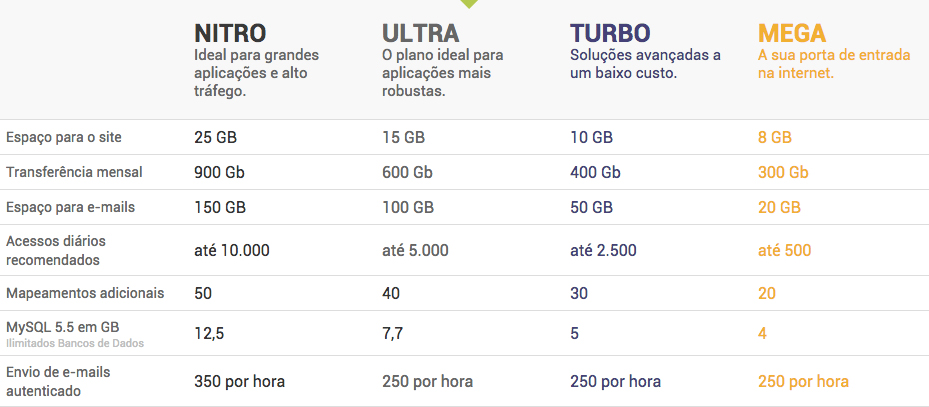 NITRO ULTRA TURBO MEGA
Ideal para grandes O plano ideal para Soluções avançadas a A sua porta de entrada
aplicações e alto aplicações mais um baixo custo. na internet.
tráfego. robustas.
Espaço para o site 25 GB 15 GB 10 GB 8 GB
Transferência mensal 900 Gb 600 Gb 400 Gb 300 Gb
Espaço para e-mails 150 GB 100 GB 50 GB 20 GB
Acessos diários
recomendados até 10.000 até 5.000 até 2.500 até 500
Mapeamentos adicionais 50 40 30 20
MySQL 5.5 em GB 12,5 7,7 5 4
Ilimitados Bancos de Dados
Envio de e-mails
autenticado 350 por hora 250 por hora 250 por hora 250 por hora